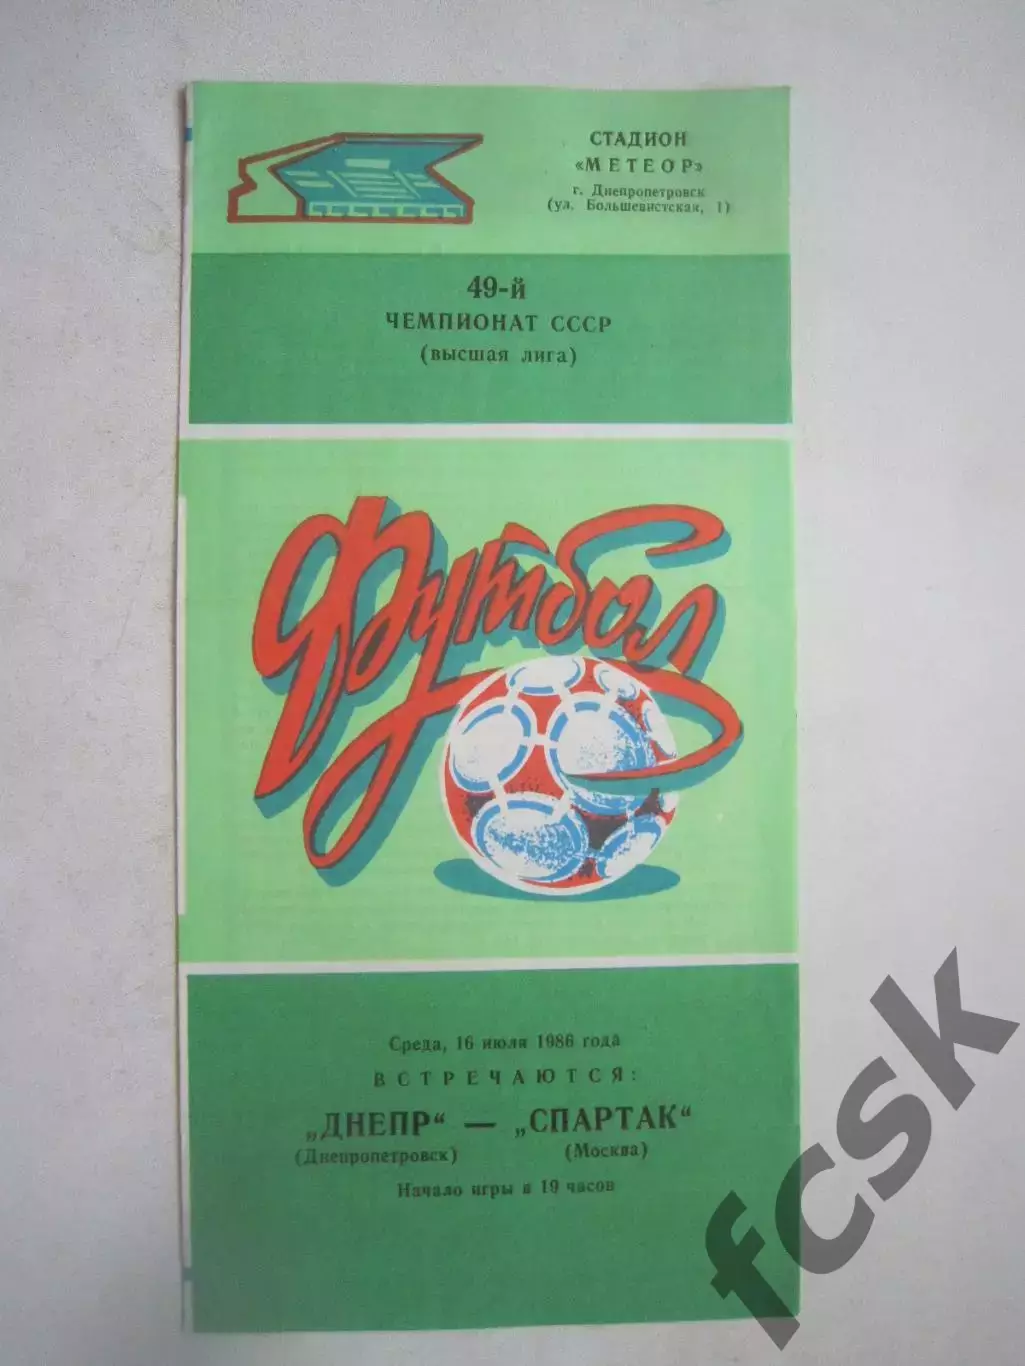 СТАДИОН
«МЕТЕОР»
г. Днепропетровск
(ул. Большевистская, 1)
49-й
ЧЕМПИОНАТ СССР
(высшая лига)
Футбол
Среда, 16 июля 1986 года
ВСТРЕЧАЮТСЯ:
„ДНЕПР“ — „СПАРТАК“
(Днепропетровск) (Москва)
Начало игры в 19 часов
fcsk